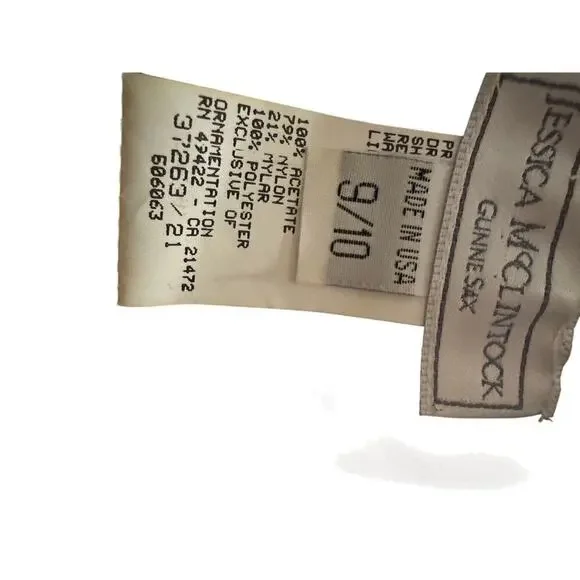 JESSICA McCLINTOCK
GUNNE SAX
MADE IN USA
9/10
PR
DR
SH
RE
WA
LI
100% ACETATE
79% NYLON
21% MYLAR
100% POLYESTER
EXCLUSIVE OF
ORNAMENTATION
RN 49422 - CA 21472
37263/21
606063